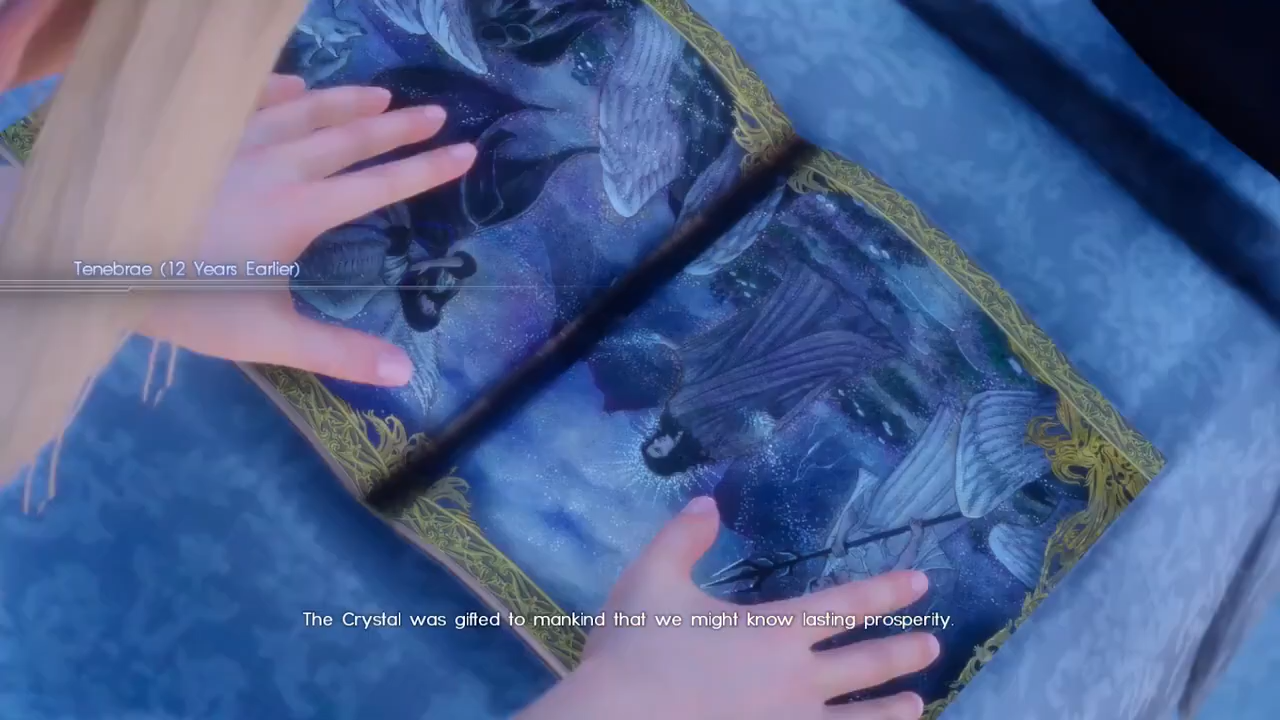 Tenebrae (12 Years Earlier)
The Crystal was gifted to mankind that we might know lasting prosperity.